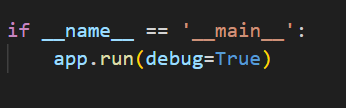 if __name__ == '__main__':
    app.run(debug=True)